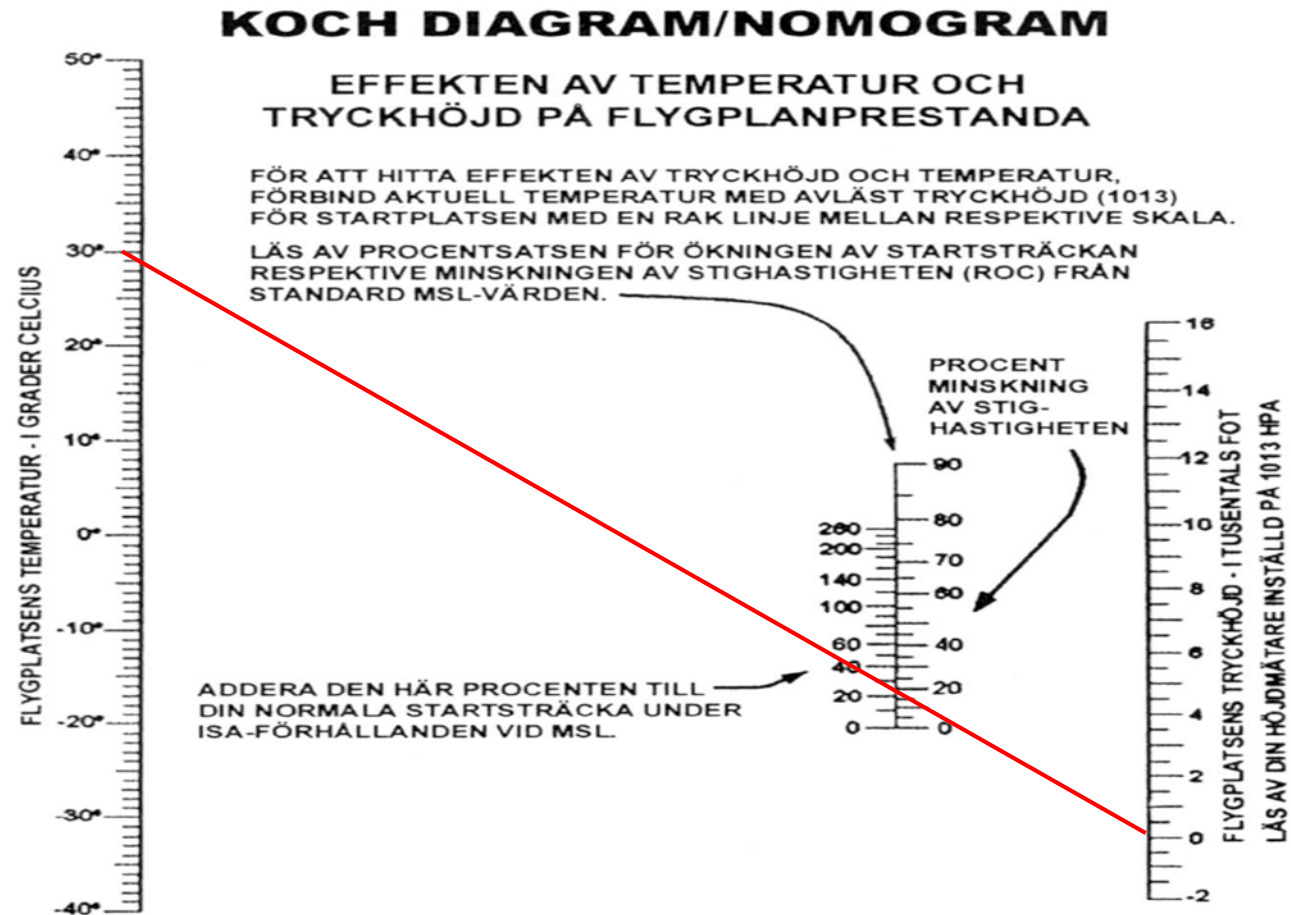 KOCH DIAGRAM/NOMOGRAM
EFFEKTEN AV TEMPERATUR OCH
TRYCKHÖJD PÅ FLYGPLANPRESTANDA
FÖR ATT HITTA EFFEKTEN AV TRYCKHÖJD OCH TEMPERATUR,
FÖRBIND AKTUELL TEMPERATUR MED AVLÄST TRYCKHÖJD (1013)
FÖR STARTPLATSEN MED EN RAK LINJE MELLAN RESPEKTIVE SKALA.
LÄS AV PROCENTSATSEN FÖR ÖKNINGEN AV STARTSTRÄCKAN
RESPEKTIVE MINSKNINGEN AV STIGHASTIGHETEN (ROC) FRÅN
STANDARD MSL-VÄRDEN.
FLYGPLATSENS TEMPERATUR - I GRADER CELCIUS
50°
40°
30°
20°
10°
0°
-10°
-20°
-30°
-40°
PROCENT
MINSKNING
AV STIG-
HASTIGHETEN
90
80
70
60
40
20
0
280
200
140
100
60
40
20
0
ADDERA DEN HÄR PROCENTEN TILL
DIN NORMALA STARTSTRÄCKA UNDER
ISA-FÖRHÅLLANDEN VID MSL.
16
14
12
10
8
6
4
2
0
-2
FLYGPLATSENS TRYCKHÖJD - I TUSENTALS FOT
LÄS AV DIN HÖJDMÄTARE INSTÄLLD PÅ 1013 HPA